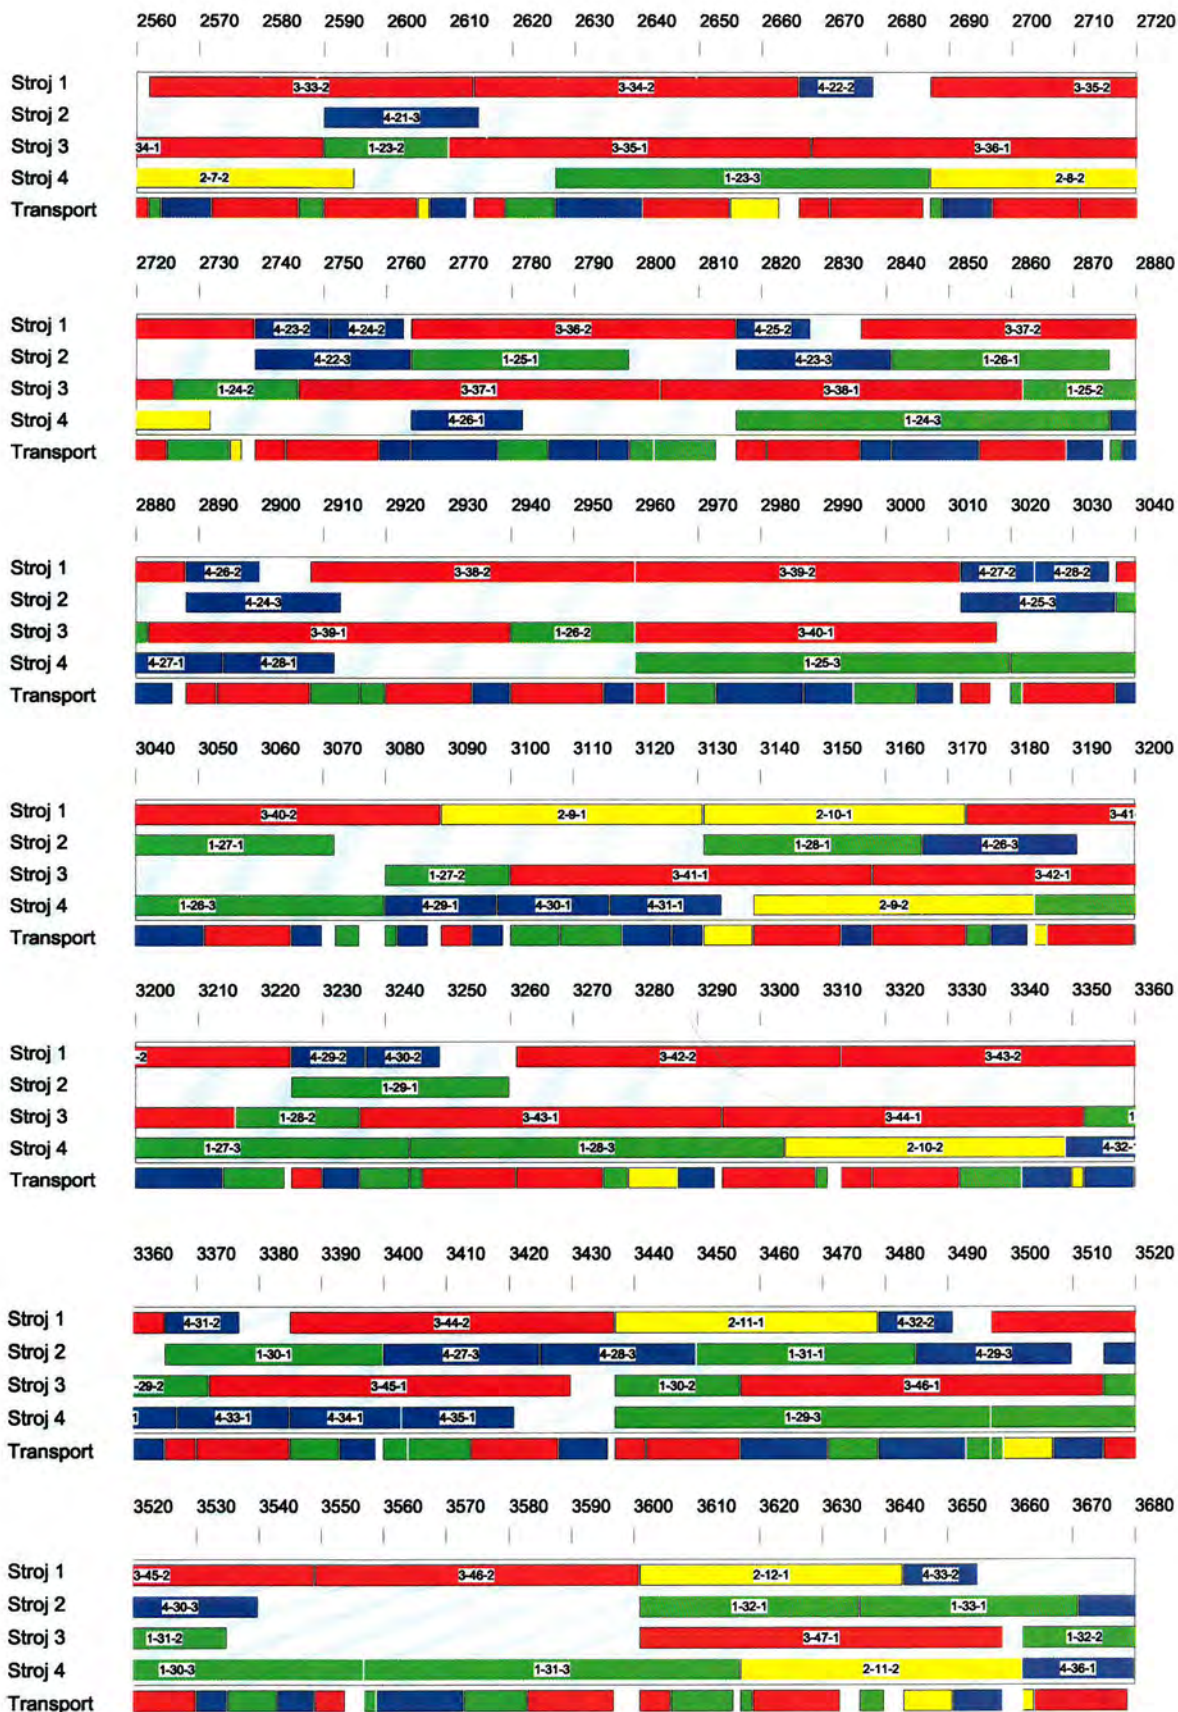 2560 2570 2580 2590 2600 2610 2620 2630 2640 2650 2660 2670 2680 2690 2700 2710 2720
Stroj 1 3-33-2 3-34-2 4-22-2 3-35-2
Stroj 2 4-21-3
Stroj 3 34-1 1-23-2 3-35-1 3-36-1
Stroj 4 2-7-2 1-23-3 2-8-2
Transport
2720 2730 2740 2750 2760 2770 2780 2790 2800 2810 2820 2830 2840 2850 2860 2870 2880
Stroj 1 4-23-2 4-24-2 3-36-2 4-25-2 3-37-2
Stroj 2 4-22-3 1-25-1 4-23-3 1-26-1
Stroj 3 1-24-2 3-37-1 3-38-1 1-25-2
Stroj 4 4-26-1 1-24-3
Transport
2880 2890 2900 2910 2920 2930 2940 2950 2960 2970 2980 2990 3000 3010 3020 3030 3040
Stroj 1 4-26-2 3-38-2 3-39-2 4-27-2 4-28-2
Stroj 2 4-24-3 4-25-3
Stroj 3 3-39-1 1-26-2 3-40-1
Stroj 4 4-27-1 4-28-1 1-25-3
Transport
3040 3050 3060 3070 3080 3090 3100 3110 3120 3130 3140 3150 3160 3170 3180 3190 3200
Stroj 1 3-40-2 2-9-1 2-10-1 3-41-
Stroj 2 1-27-1 1-28-1 4-26-3
Stroj 3 1-27-2 3-41-1 3-42-1
Stroj 4 1-26-3 4-29-1 4-30-1 4-31-1 2-9-2
Transport
3200 3210 3220 3230 3240 3250 3260 3270 3280 3290 3300 3310 3320 3330 3340 3350 3360
Stroj 1 -2 4-29-2 4-30-2 3-42-2 3-43-2
Stroj 2 1-29-1
Stroj 3 1-28-2 3-43-1 3-44-1 1
Stroj 4 1-27-3 1-28-3 2-10-2 4-32-
Transport
3360 3370 3380 3390 3400 3410 3420 3430 3440 3450 3460 3470 3480 3490 3500 3510 3520
Stroj 1 4-31-2 3-44-2 2-11-1 4-32-2
Stroj 2 1-30-1 4-27-3 4-28-3 1-31-1 4-29-3
Stroj 3 -29-2 3-45-1 1-30-2 3-46-1
Stroj 4 1 4-33-1 4-34-1 4-35-1 1-29-3
Transport
3520 3530 3540 3550 3560 3570 3580 3590 3600 3610 3620 3630 3640 3650 3660 3670 3680
Stroj 1 3-45-2 3-46-2 2-12-1 4-33-2
Stroj 2 4-30-3 1-32-1 1-33-1
Stroj 3 1-31-2 3-47-1 1-32-2
Stroj 4 1-30-3 1-31-3 2-11-2 4-36-1
Transport